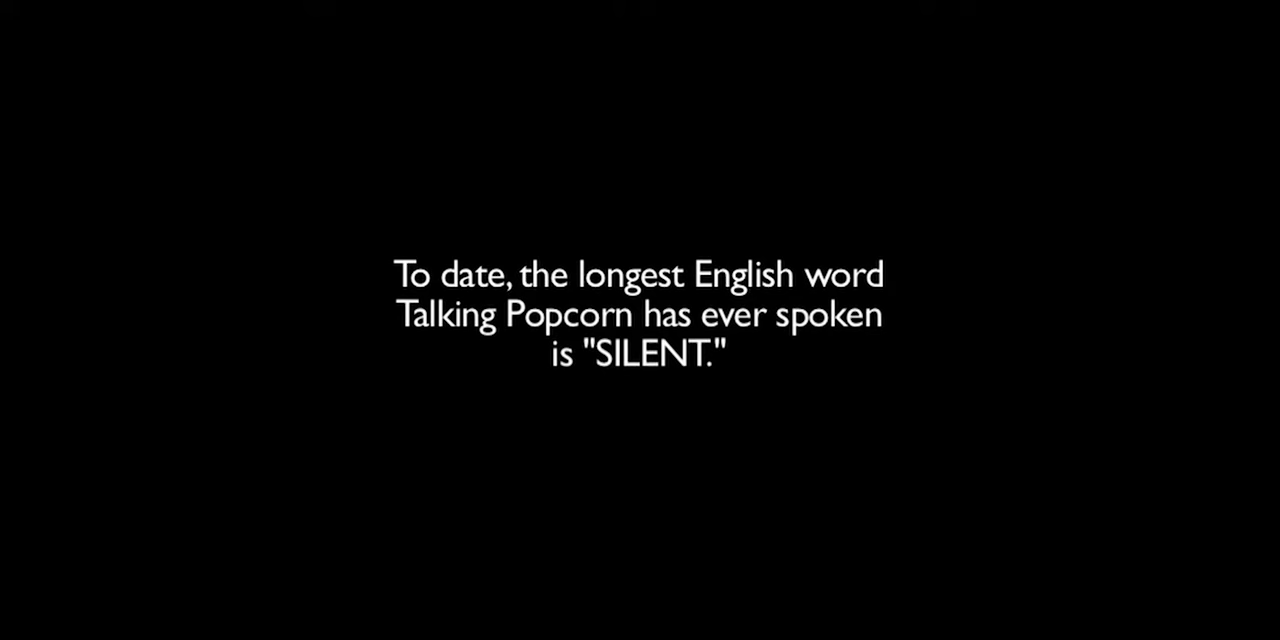 To date, the longest English word
Talking Popcorn has ever spoken
is "SILENT."